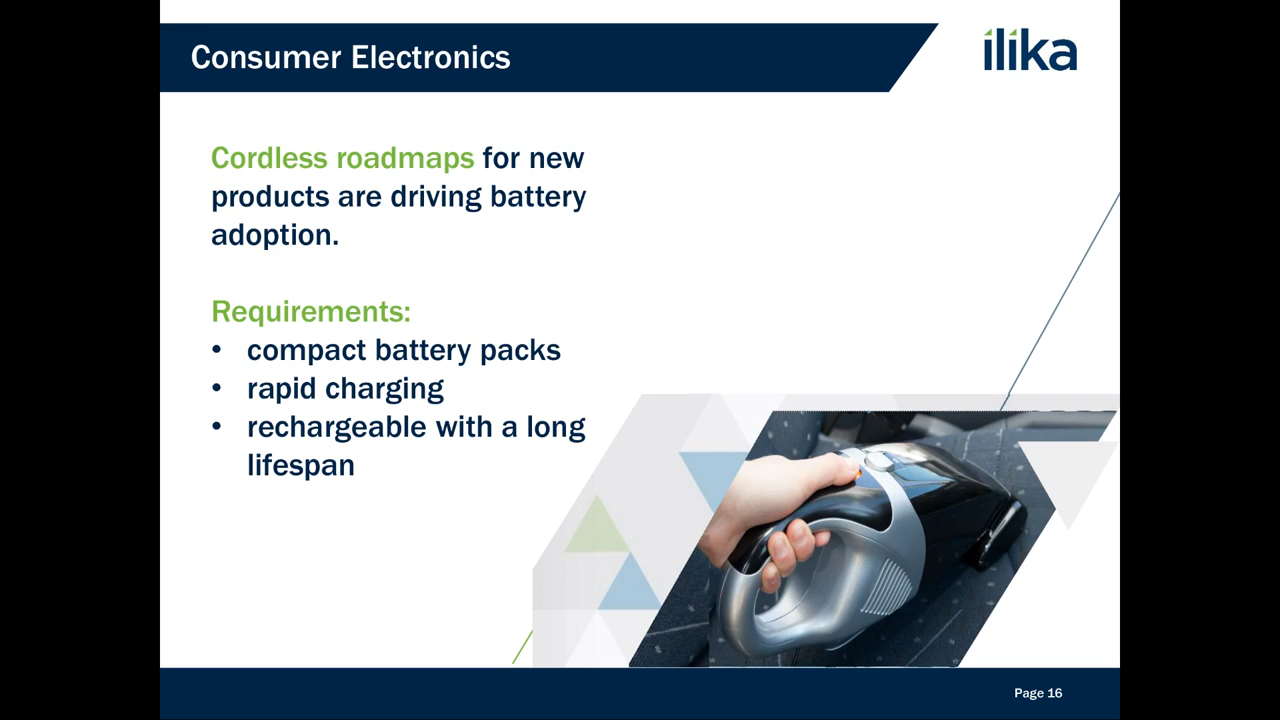 Consumer Electronics
ilika
Cordless roadmaps for new
products are driving battery
adoption.
Requirements:
• compact battery packs
• rapid charging
• rechargeable with a long
lifespan
Page 16